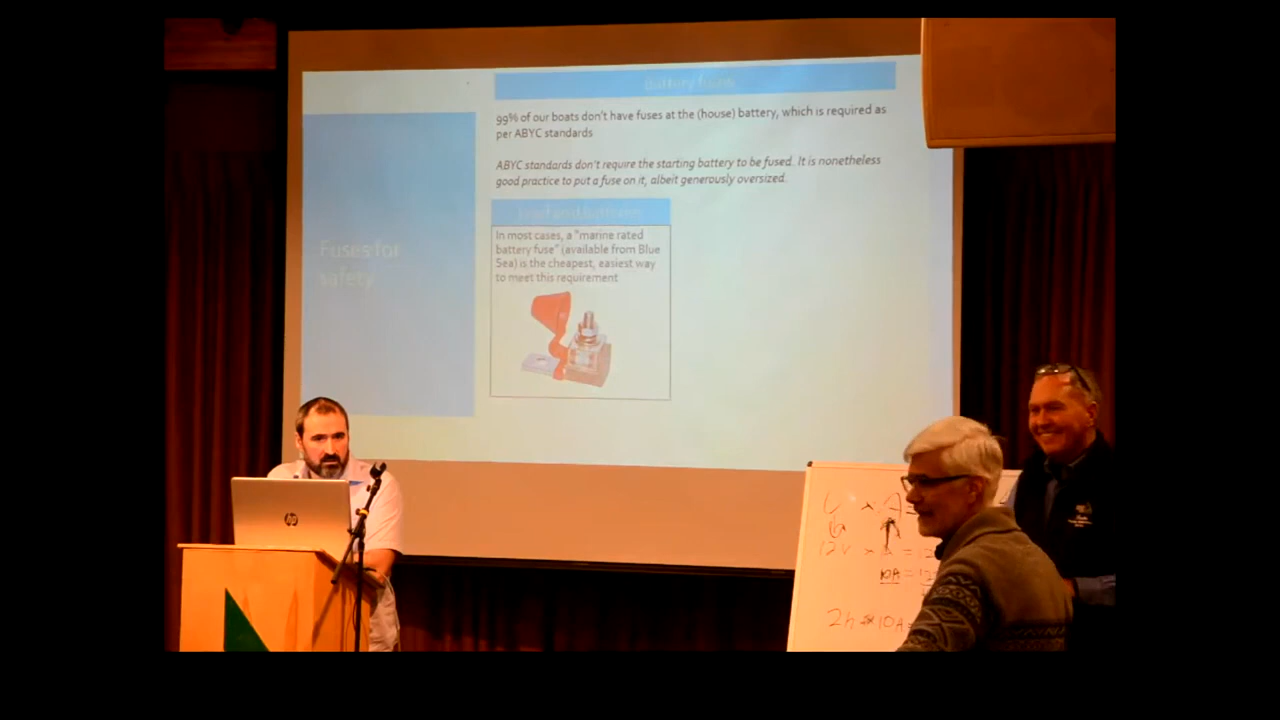 Battery fuses
99% of our boats don't have fuses at the (house) battery, which is required as
per ABYC standards
ABYC standards don't require the starting battery to be fused. It is nonetheless
good practice to put a fuse on it, albeit generously oversized.
Fuses for
safety
In most cases, a "marine rated
battery fuse" (available from Blue
Sea) is the cheapest, easiest way
to meet this requirement
hp
12v x
10A =
2h x 10A =